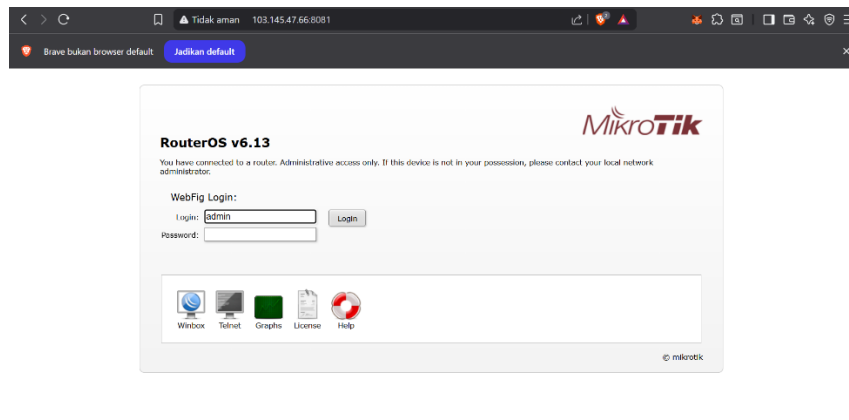 Tidak aman 103.145.47.66:8081
Brave bukan browser default Jadikan default
MikroTik
RouterOS v6.13
You have connected to a router. Administrative access only. If this device is not in your possession, please contact your local network
administrator.
WebFig Login:
Login: admin Login
Password:
Winbox Telnet Graphs License Help
© mikrotik